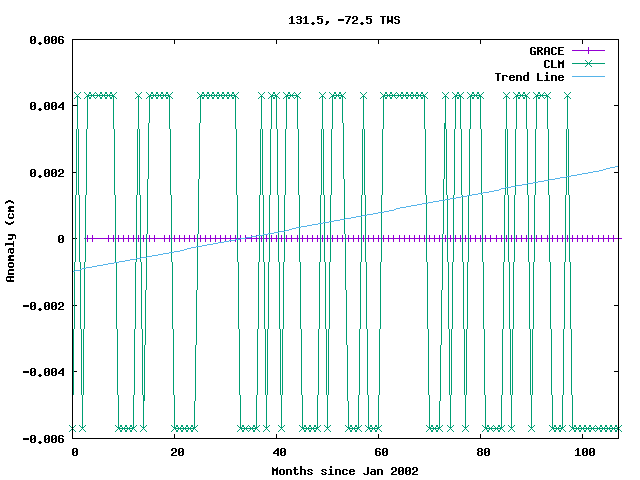 131.5, -72.5 TWS
GRACE
CLM
Trend Line
0.006
0.004
0.002
0
-0.002
-0.004
-0.006
Anomaly (cm)
0 20 40 60 80 100
Months since Jan 2002